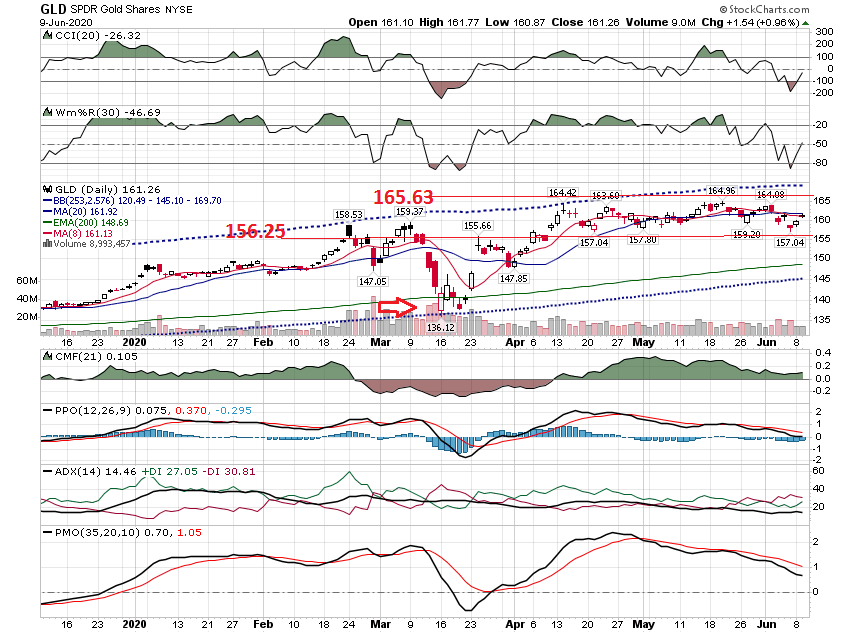 GLD SPDR Gold Shares NYSE © StockCharts.com
9-Jun-2020 Open 161.10 High 161.77 Low 160.87 Close 161.26 Volume 9.0M Chg +1.54 (+0.96%)
CCI(20) -26.32
300
200
100
0
-100
-200
Wm%R(30) -46.69
-20
-50
-80
GLD (Daily) 161.26
BB(253,2.576) 120.49 - 145.10 - 169.70
MA(20) 161.92
EMA(200) 148.69
MA(8) 161.13
Volume 8,993,457
156.25
165.63
158.53
159.37
147.05
136.12
155.66
147.85
164.42
157.04
163.60
157.80
164.96
159.20
164.08
157.04
165
160
155
150
145
140
135
60M
40M
20M
16 23 2020 13 21 27 Feb 10 18 24 Mar 9 16 23 Apr 6 13 20 27 May 11 18 26 Jun 8
CMF(21) 0.105
0.4
0.2
0.0
-0.2
PPO(12,26,9) 0.075, 0.370, -0.295
2
1
0
-1
ADX(14) 14.46 +DI 27.05 -DI 30.81
60
40
20
PMO(35,20,10) 0.70, 1.05
2
1
0
16 23 2020 13 21 27 Feb 10 18 24 Mar 9 16 23 Apr 6 13 20 27 May 11 18 26 Jun 8